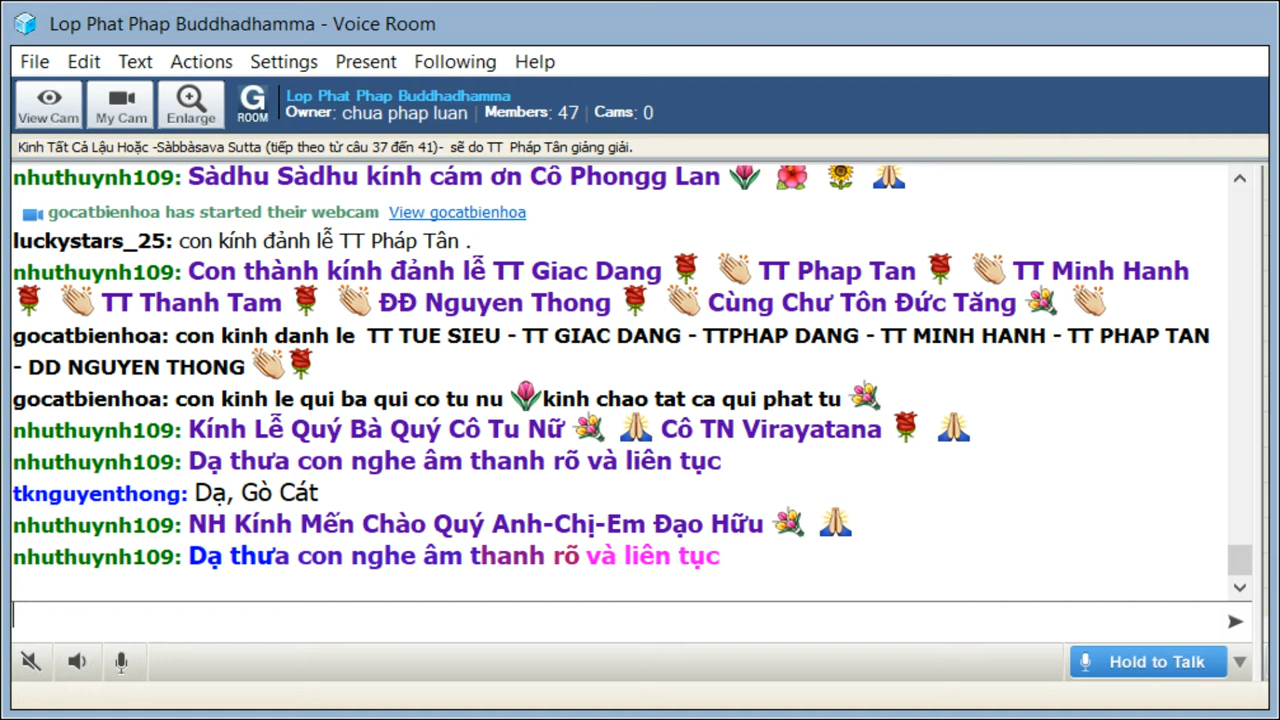 Lop Phat Phap Buddhadhamma - Voice Room
File Edit Text Actions Settings Present Following Help
View Cam My Cam Enlarge G ROOM Lop Phat Phap Buddhadhamma
Owner: chua phap luan | Members: 47 | Cams: 0
Kinh Tất Cả Lậu Hoặc -Sàbbàsava Sutta (tiếp theo từ câu 37 đến 41)- sẽ do TT Pháp Tân giảng giải.
nhuthuynh109: Sàdhu Sàdhu kính cám ơn Cô Phongg Lan
gocatbienhoa has started their webcam View gocatbienhoa
luckystars_25: con kính đảnh lễ TT Pháp Tân .
nhuthuynh109: Con thành kính đảnh lễ TT Giac Dang TT Phap Tan TT Minh Hanh
TT Thanh Tam ĐĐ Nguyen Thong Cùng Chư Tôn Đức Tăng
gocatbienhoa: con kinh danh le TT TUE SIEU - TT GIAC DANG - TTPHAP DANG - TT MINH HANH - TT PHAP TAN
- DD NGUYEN THONG
gocatbienhoa: con kinh le qui ba qui co tu nu kinh chao tat ca qui phat tu
nhuthuynh109: Kính Lễ Quý Bà Quý Cô Tu Nữ Cô TN Virayatana
nhuthuynh109: Dạ thưa con nghe âm thanh rõ và liên tục
tknguyenthong: Dạ, Gò Cát
nhuthuynh109: NH Kính Mến Chào Quý Anh-Chị-Em Đạo Hữu
nhuthuynh109: Dạ thưa con nghe âm thanh rõ và liên tục
Hold to Talk